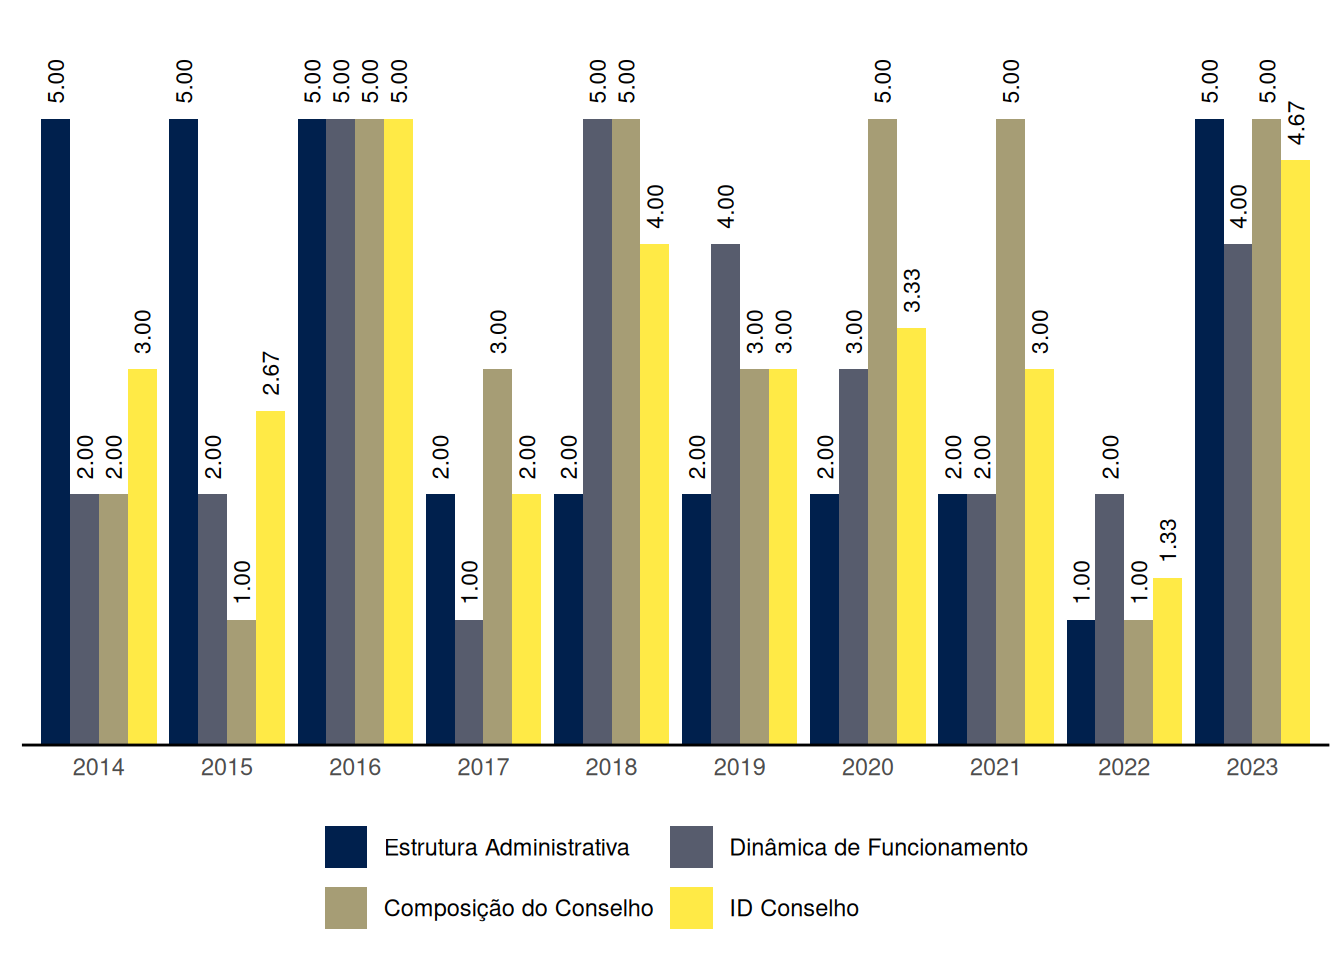 5.00 2.00 2.00 3.00 5.00 2.00 1.00 2.67 5.00 5.00 5.00 5.00 2.00 1.00 3.00 2.00 2.00 5.00 5.00 4.00 2.00 4.00 3.00 3.00 2.00 3.00 5.00 3.33 2.00 2.00 5.00 3.00 1.00 2.00 1.00 1.33 5.00 4.00 5.00 4.67
2014 2015 2016 2017 2018 2019 2020 2021 2022 2023
Estrutura Administrativa Dinâmica de Funcionamento
Composição do Conselho ID Conselho